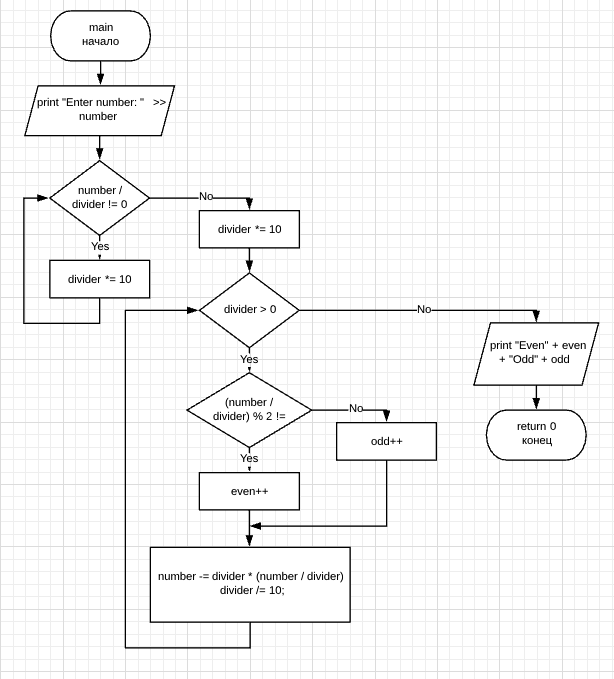 main
начало
print "Enter number: " >>
number
number /
divider != 0
No
Yes
divider *= 10
divider *= 10
divider > 0
No
Yes
(number /
divider) % 2 !=
No
Yes
odd++
even++
number -= divider * (number / divider)
divider /= 10;
print "Even" + even
+ "Odd" + odd
return 0
конец